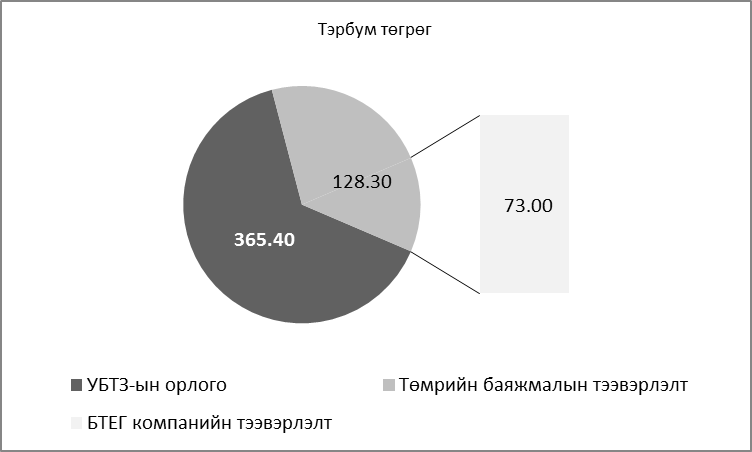 Тэрбум төгрөг
128.30
73.00
365.40
УБТЗ-ын орлого
Төмрийн баяжмалын тээвэрлэлт
БТЕГ компанийн тээвэрлэлт